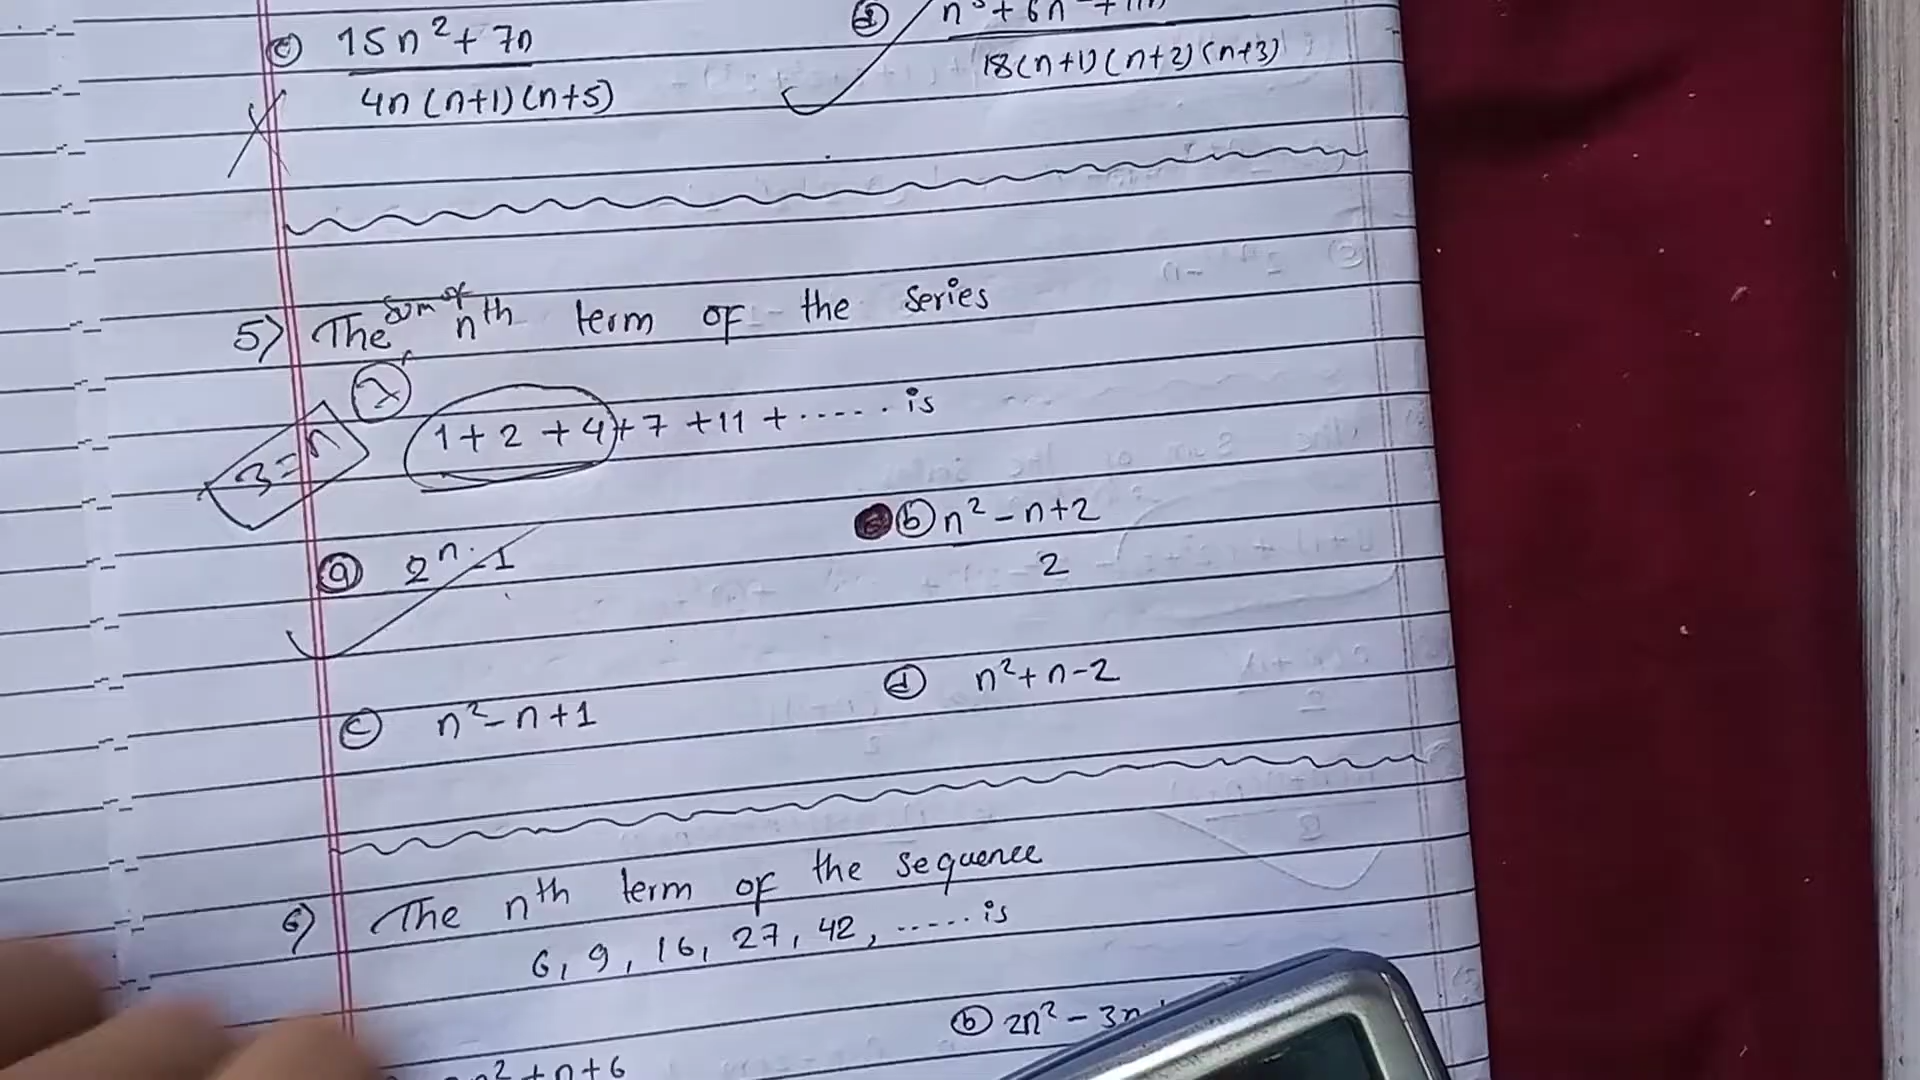 (c) 15n² + 7n
4n (n+1) (n+5)
(d)
18(n+1)(n+2)(n+3)
5) The sum of nth term of the series
1 + 2 + 4 + 7 + 11 + ...... is
3 = n
(a) 2ⁿ - 1
(b) n² - n + 2
2
(c) n² - n + 1
(d) n² + n - 2
6) The nth term of the sequence
6, 9, 16, 27, 42, ...... is
(b) 2n² - 3n
n² + n + 6